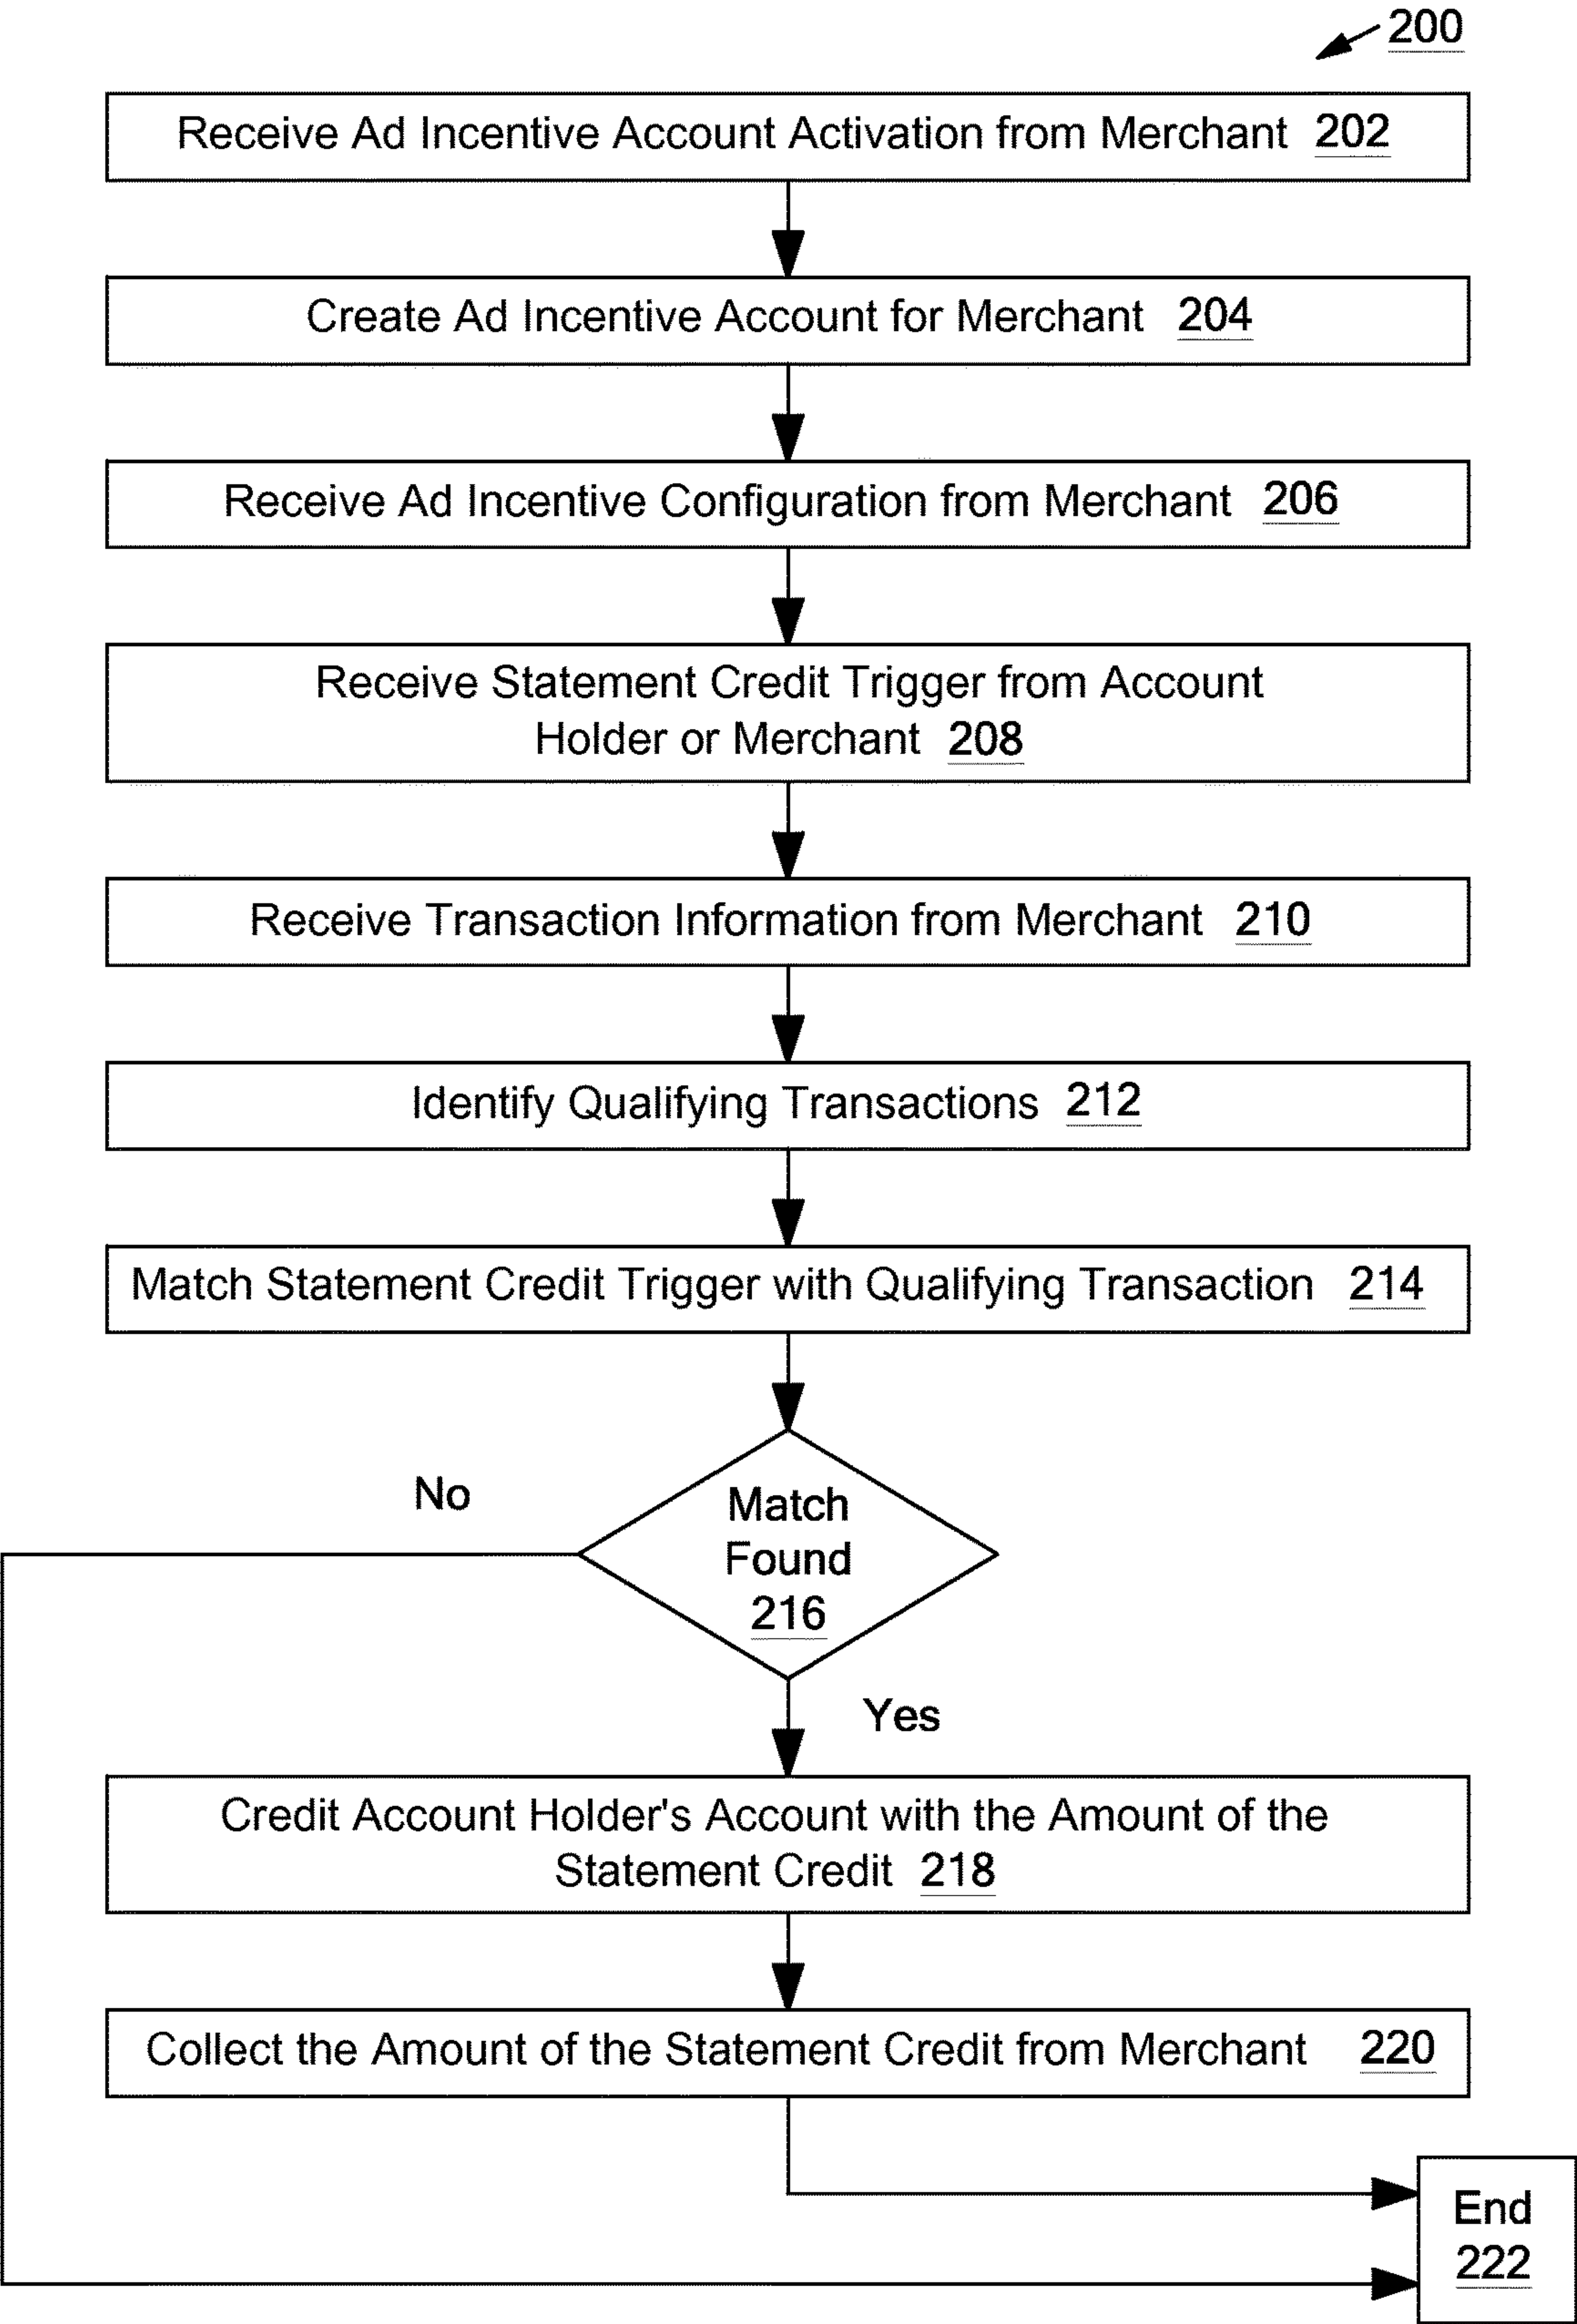 200
Receive Ad Incentive Account Activation from Merchant 202
Create Ad Incentive Account for Merchant 204
Receive Ad Incentive Configuration from Merchant 206
Receive Statement Credit Trigger from Account
Holder or Merchant 208
Receive Transaction Information from Merchant 210
Identify Qualifying Transactions 212
Match Statement Credit Trigger with Qualifying Transaction 214
No
Match
Found
216
Yes
Credit Account Holder's Account with the Amount of the
Statement Credit 218
Collect the Amount of the Statement Credit from Merchant 220
End
222